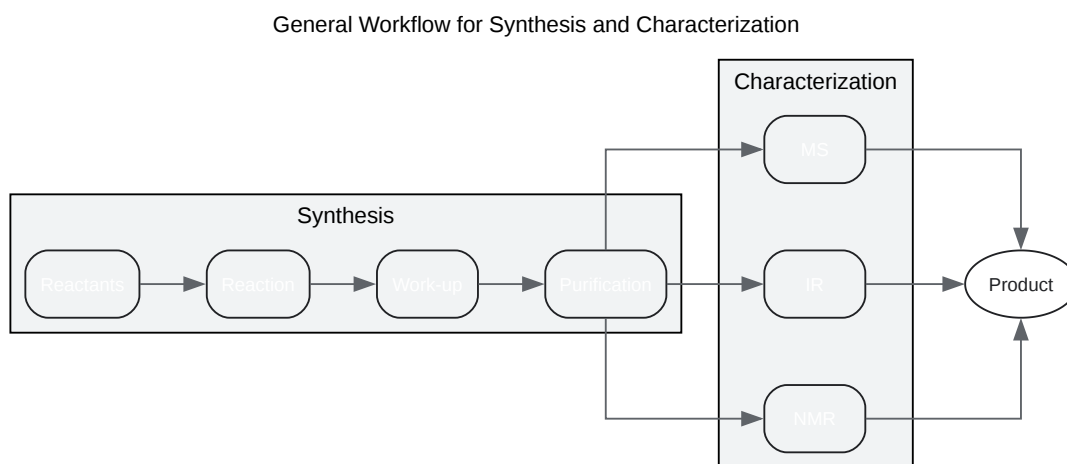 General Workflow for Synthesis and Characterization
Characterization
MS
Synthesis
Reactants
Reaction
Work-up
Purification
IR
Product
NMR